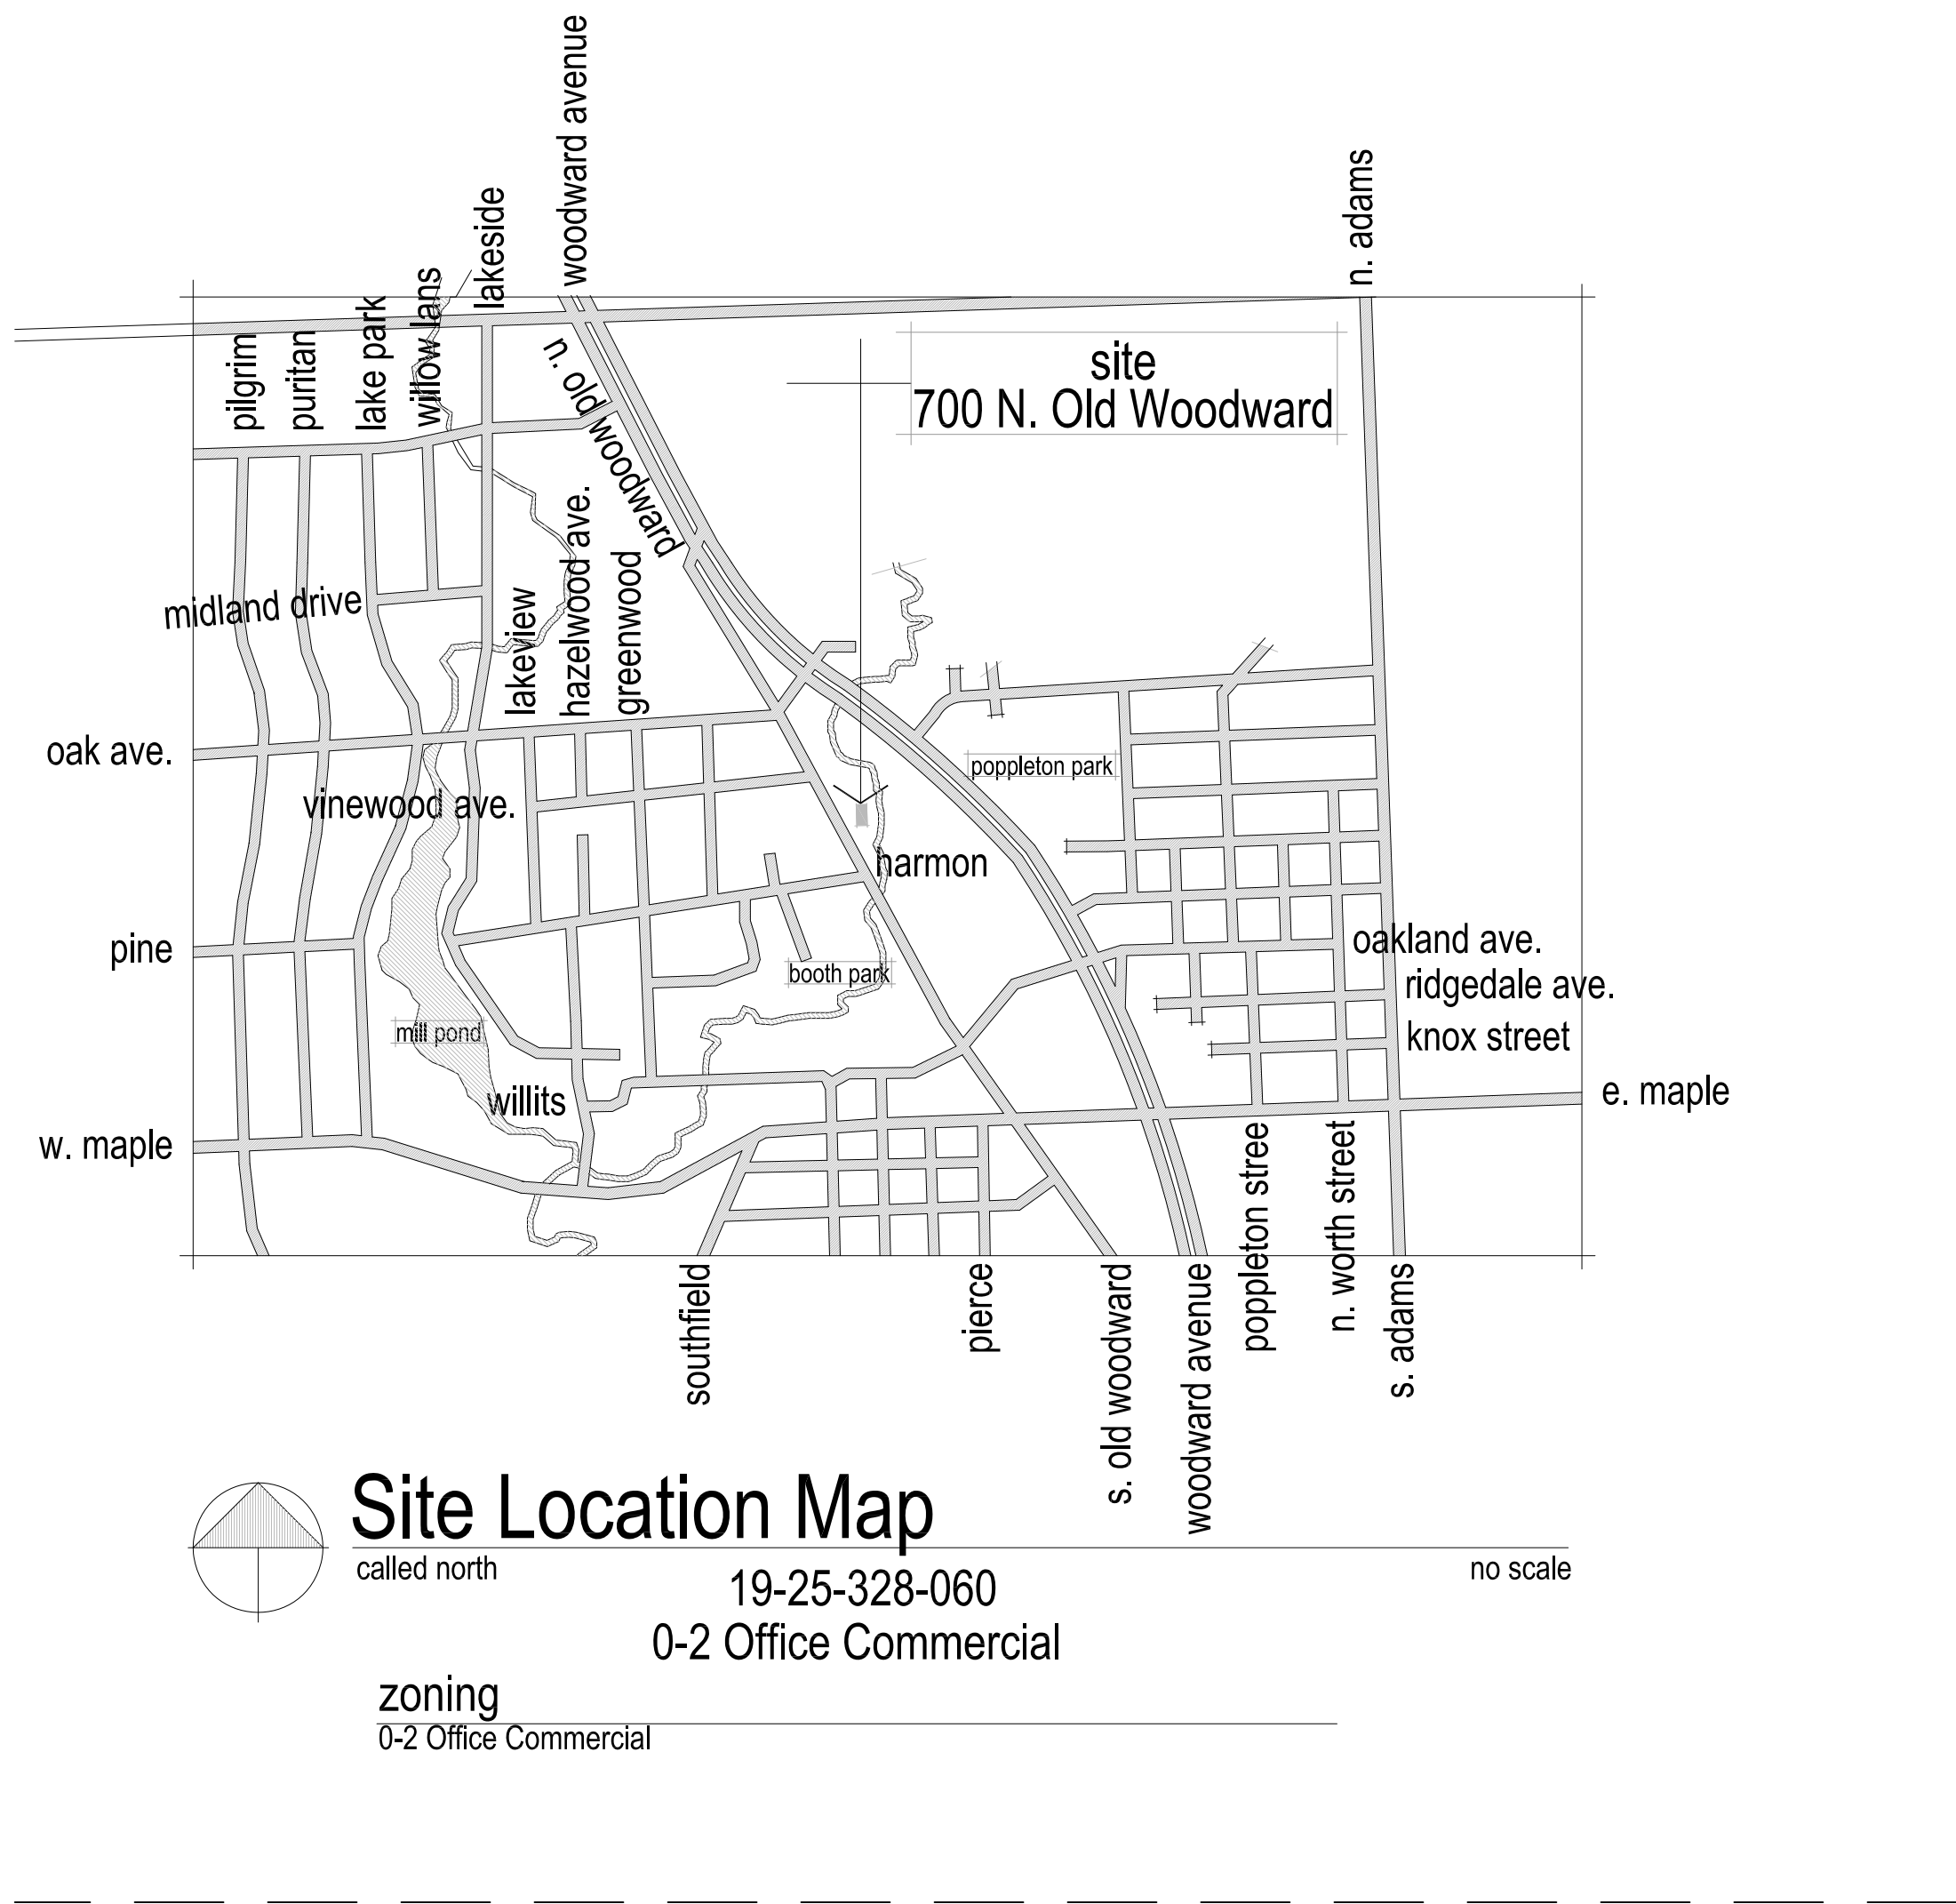 woodward avenue
n. adams
lakeside
willow lans
lake park
puritan
pilgrim
n. old woodward
site
700 N. Old Woodward
hazelwood ave.
greenwood
lakeview
midland drive
oak ave.
poppleton park
vinewood ave.
harmon
pine
oakland ave.
booth park
ridgedale ave.
mill pond
knox street
willits
e. maple
w. maple
southfield
pierce
s. old woodward
woodward avenue
poppleton stree
n. worth street
s. adams
Site Location Map
called north
no scale
19-25-328-060
0-2 Office Commercial
zoning
0-2 Office Commercial